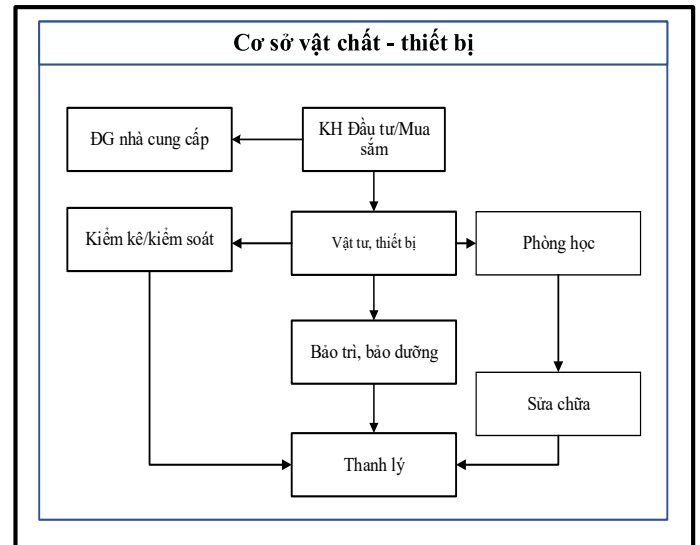 Cơ sở vật chất - thiết bị
ĐG nhà cung cấp
KH Đầu tư/Mua
sắm
Kiểm kê/kiểm soát
Vật tư, thiết bị
Phòng học
Bảo trì, bảo dưỡng
Sửa chữa
Thanh lý